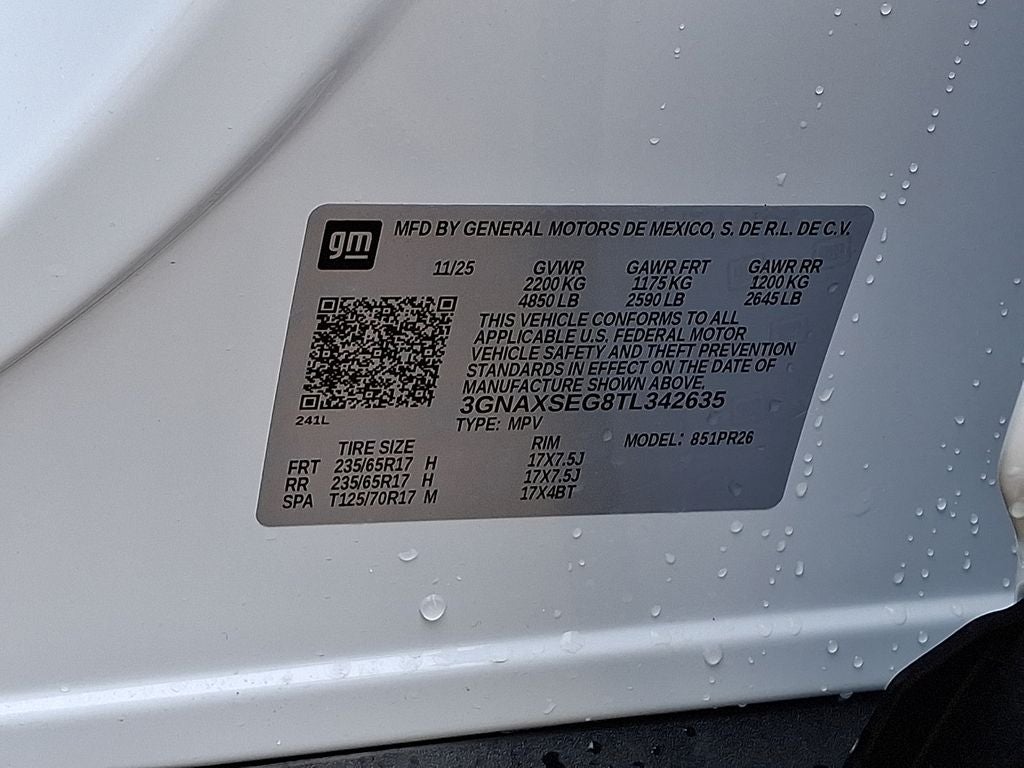 gm MFD BY GENERAL MOTORS DE MEXICO, S. DE R.L. DE C.V.
11/25 GVWR GAWR FRT GAWR RR
2200 KG 1175 KG 1200 KG
4850 LB 2590 LB 2645 LB
THIS VEHICLE CONFORMS TO ALL
APPLICABLE U.S. FEDERAL MOTOR
VEHICLE SAFETY AND THEFT PREVENTION
STANDARDS IN EFFECT ON THE DATE OF
MANUFACTURE SHOWN ABOVE.
3GNAXSEG8TL342635
241L
TYPE: MPV MODEL: 851PR26
TIRE SIZE RIM
FRT 235/65R17 H 17X7.5J
RR 235/65R17 H 17X7.5J
SPA T125/70R17 M 17X4BT